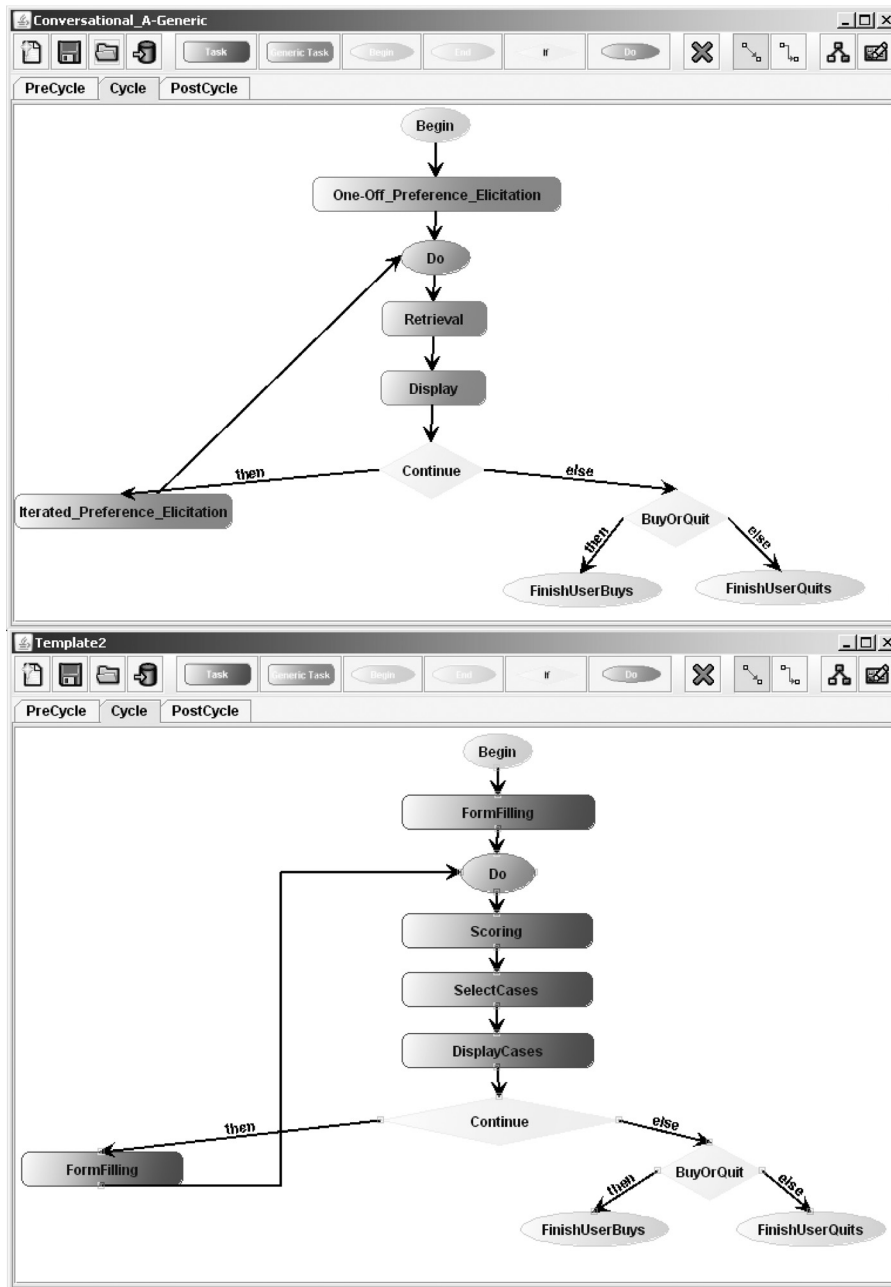 Conversational_A-Generic
Task Generic Task Begin End If Do
PreCycle Cycle PostCycle
Begin
One-Off_Preference_Elicitation
Do
Retrieval
Display
Continue
then
else
Iterated_Preference_Elicitation
BuyOrQuit
then
else
FinishUserBuys
FinishUserQuits
Template2
Task Generic Task Begin End If Do
PreCycle Cycle PostCycle
Begin
FormFilling
Do
Scoring
SelectCases
DisplayCases
Continue
then
else
FormFilling
BuyOrQuit
then
else
FinishUserBuys
FinishUserQuits